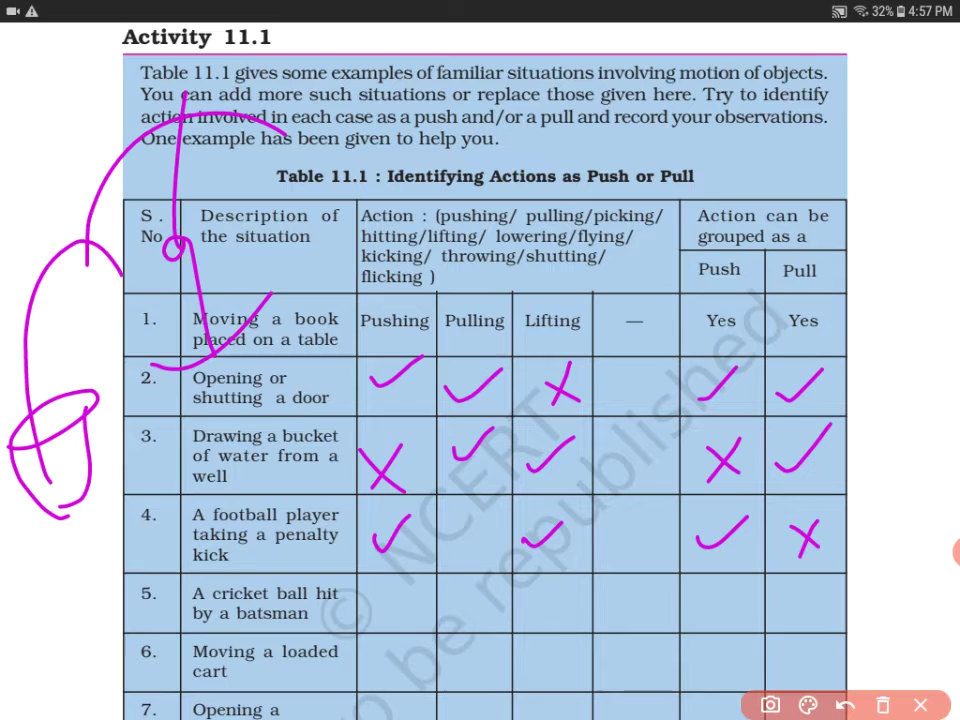 32% 4:57 PM
Activity 11.1
Table 11.1 gives some examples of familiar situations involving motion of objects.
You can add more such situations or replace those given here. Try to identify
action involved in each case as a push and/or a pull and record your observations.
One example has been given to help you.
Table 11.1 : Identifying Actions as Push or Pull
S .
No
Description of
the situation
Action : (pushing/ pulling/picking/
hitting/lifting/ lowering/flying/
kicking/ throwing/shutting/
flicking )
Action can be
grouped as a
Push Pull
1. Moving a book
placed on a table
Pushing Pulling Lifting — Yes Yes
2. Opening or
shutting a door
3. Drawing a bucket
of water from a
well
4. A football player
taking a penalty
kick
5. A cricket ball hit
by a batsman
6. Moving a loaded
cart
7. Opening a
© NCERT
to be republished